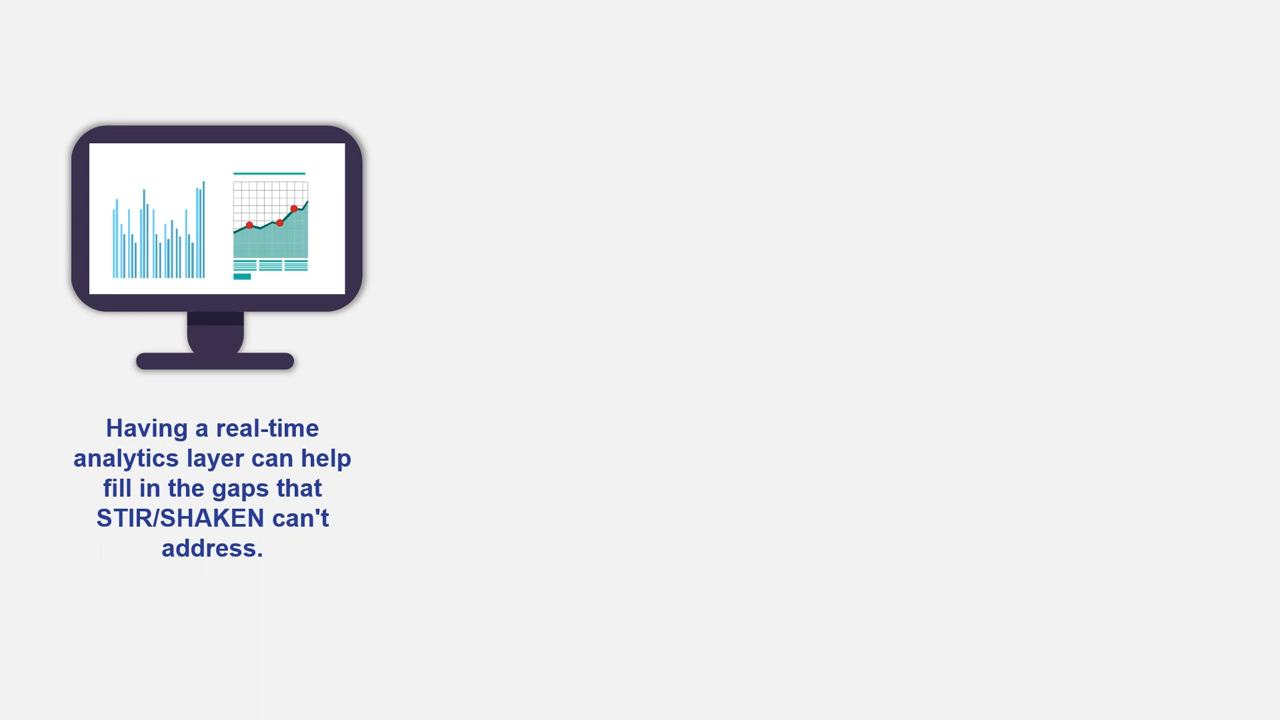 Having a real-time
analytics layer can help
fill in the gaps that
STIR/SHAKEN can't
address.